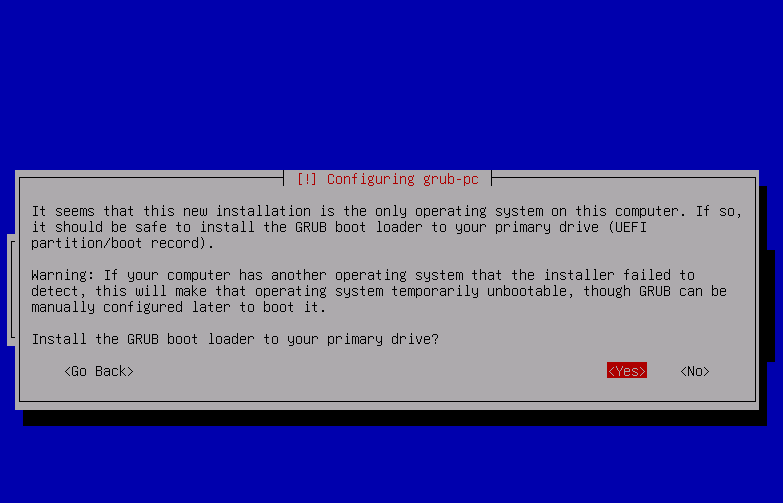 [!] Configuring grub-pc
It seems that this new installation is the only operating system on this computer. If so,
it should be safe to install the GRUB boot loader to your primary drive (UEFI
partition/boot record).
Warning: If your computer has another operating system that the installer failed to
detect, this will make that operating system temporarily unbootable, though GRUB can be
manually configured later to boot it.
Install the GRUB boot loader to your primary drive?
<Go Back> <Yes> <No>